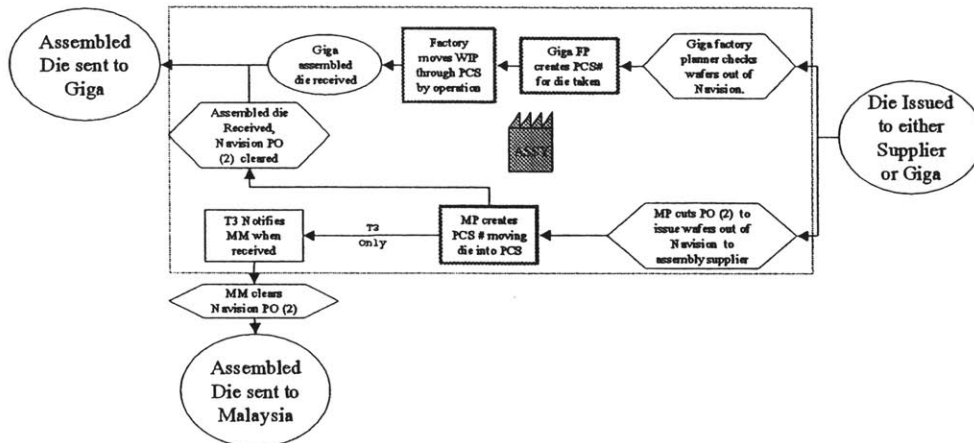 Assembled
Die sent to
Giga
Giga
assembled
die received
Factory
moves WIP
through PCS
by operation
Giga FP
creates PCS#
for die taken
Giga factory
planner checks
wafers out of
Navision.
Die Issued
to either
Supplier
or Giga
Assembled die
Received,
Navision PO
(2) cleared
ASSY
T3 Notifies
MM when
received
T3
only
MP creates
PCS # moving
die into PCS
MP cuts PO (2) to
issue wafers out of
Navision to
assembly supplier
MM clears
Navision PO (2)
Assembled
Die sent to
Malaysia